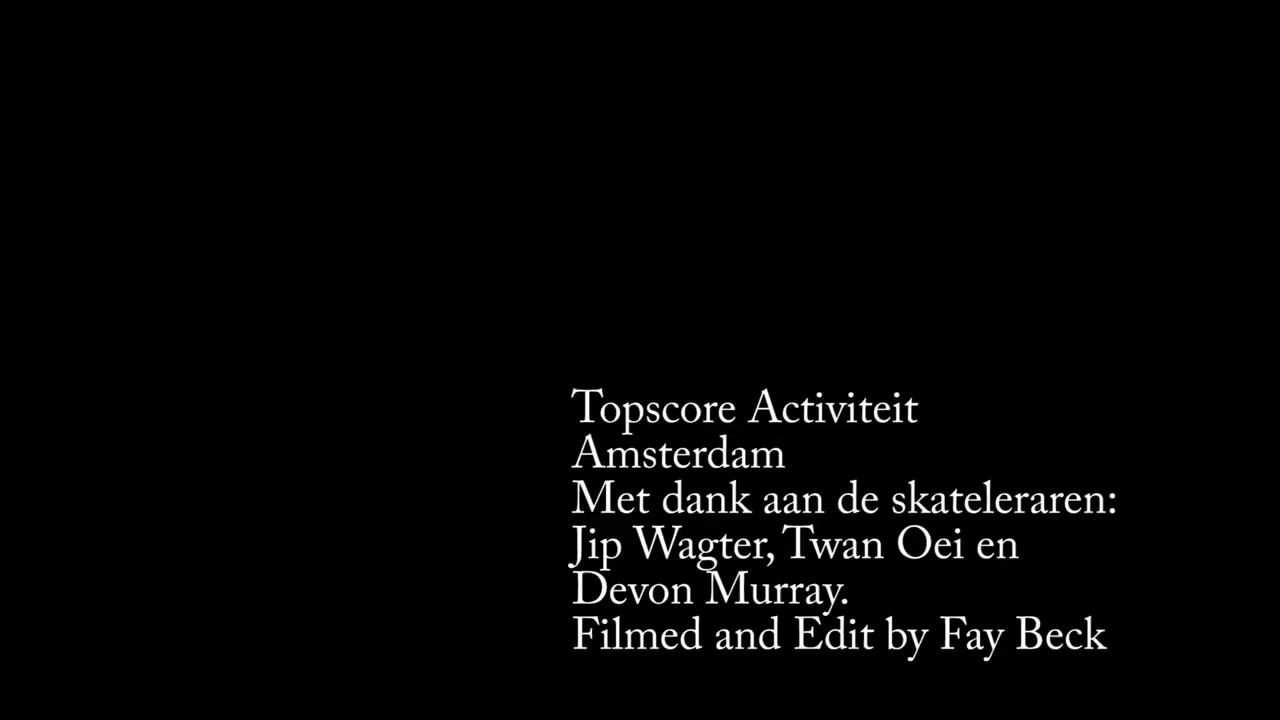 Topscore Activiteit
Amsterdam
Met dank aan de skateleraren:
Jip Wagter, Twan Oei en
Devon Murray.
Filmed and Edit by Fay Beck